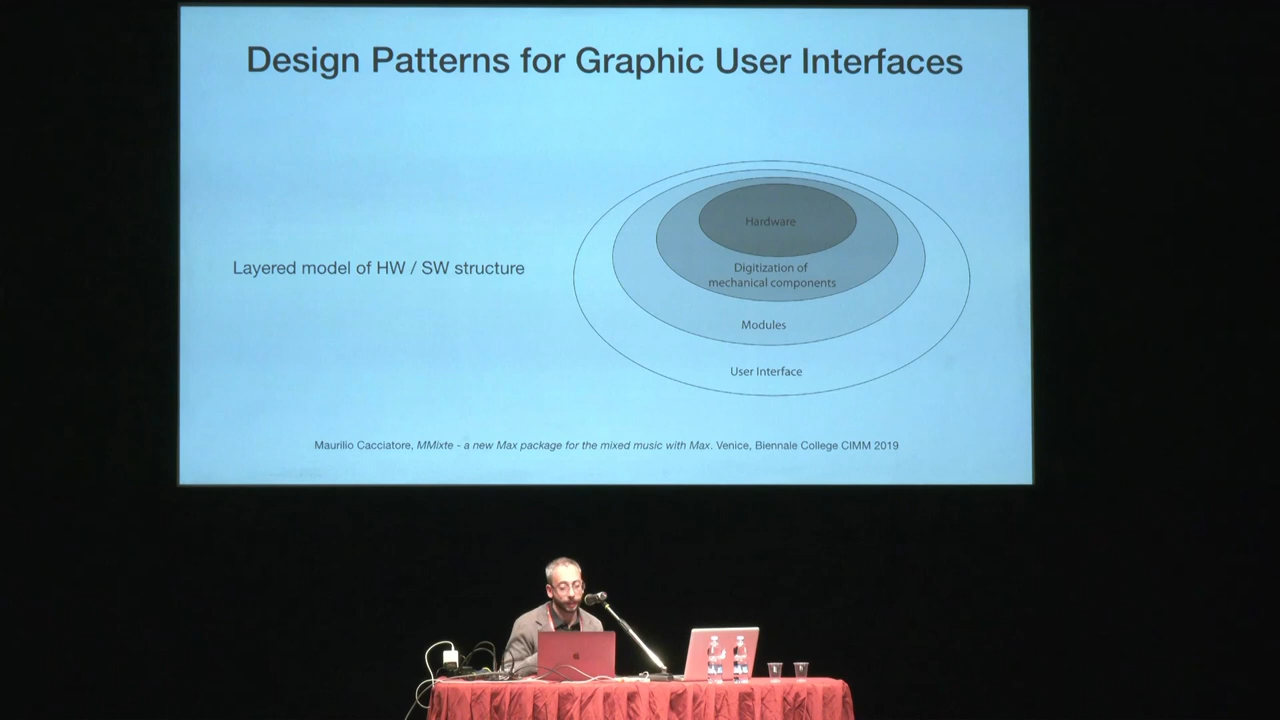 Design Patterns for Graphic User Interfaces
Hardware
Layered model of HW / SW structure
Digitization of
mechanical components
Modules
User Interface
Maurilio Cacciatore, MMixte - a new Max package for the mixed music with Max. Venice, Biennale College CIMM 2019